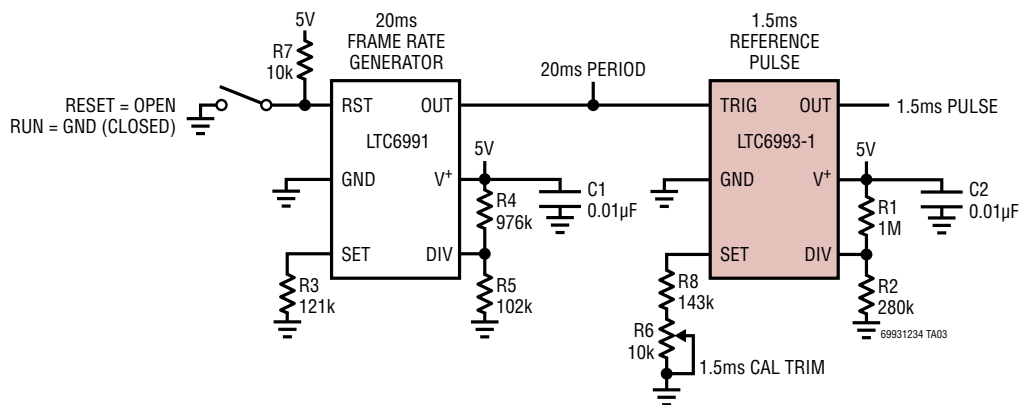 5V
R7
10k
RESET = OPEN
RUN = GND (CLOSED)
20ms
FRAME RATE
GENERATOR
RST
OUT
LTC6991
GND
V+
SET
DIV
5V
R4
976k
C1
0.01µF
R3
121k
R5
102k
20ms PERIOD
1.5ms
REFERENCE
PULSE
TRIG
OUT
LTC6993-1
GND
V+
SET
DIV
1.5ms PULSE
5V
R1
1M
C2
0.01µF
R8
143k
R6
10k
1.5ms CAL TRIM
R2
280k
69931234 TA03